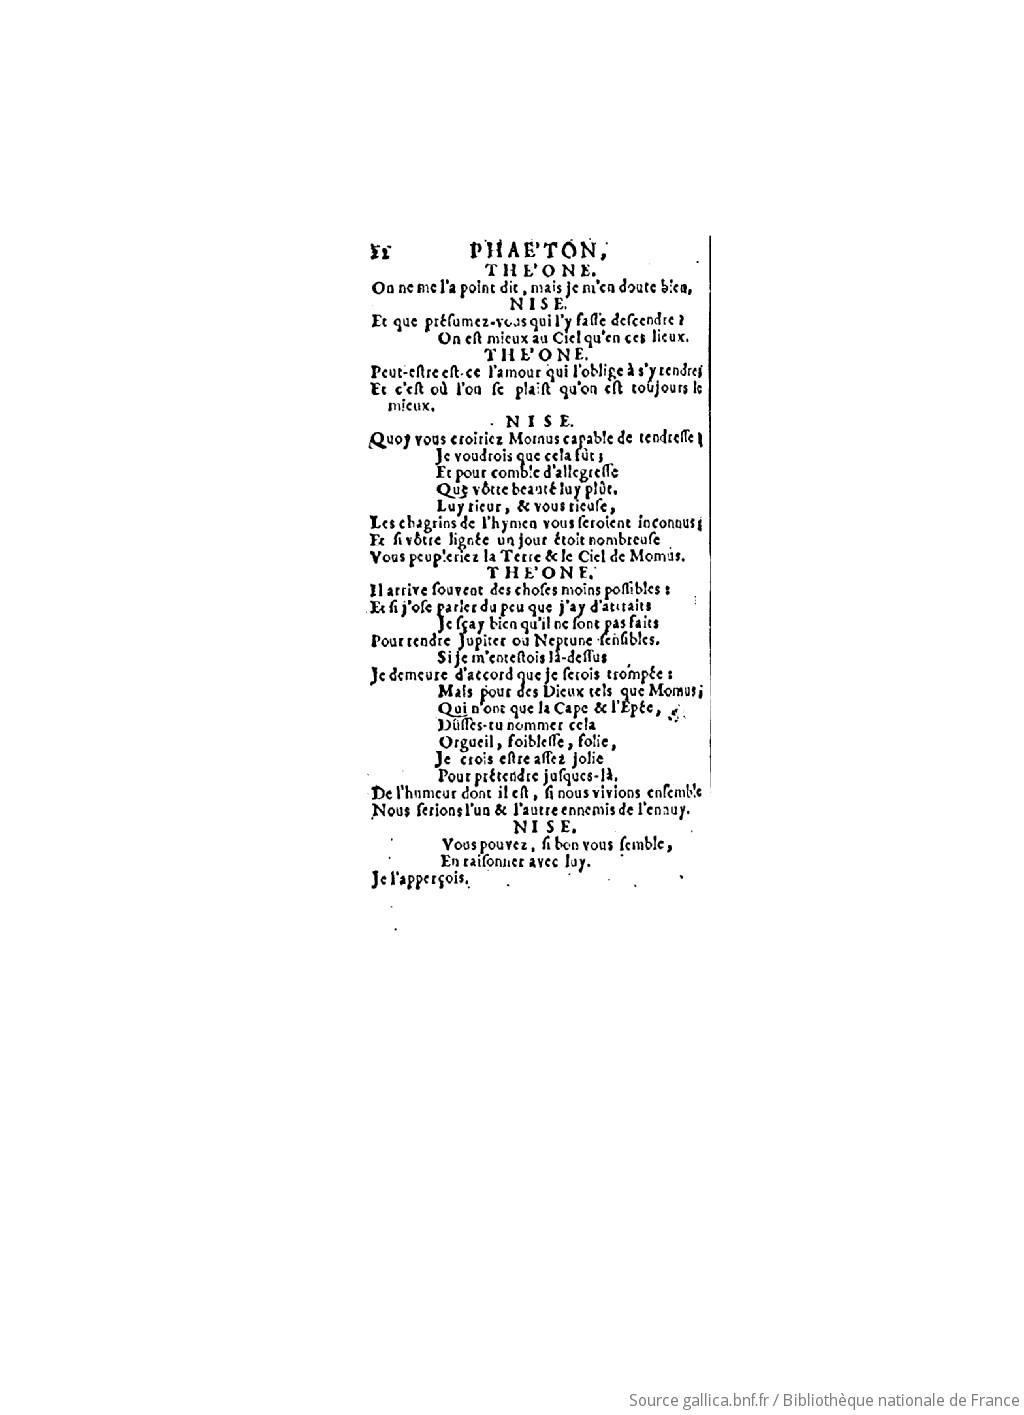 PHAE'TON,
THE'ONE.
On ne me l'a point dit, mais je m'en doute bien,
NISE.
Et que présumez-vous qui l'y fasse descendre ?
On est mieux au Ciel qu'en ces lieux.
THE'ONE.
Peut-estre est-ce l'amour qui l'oblige à s'y rendre;
Et c'est où l'on se plaist qu'on est toujours le
mieux.
NISE.
Quoy vous croiriez Momus capable de tendresse ?
Je voudrois que cela fût;
Et pour comble d'allegresse
Que vôtre beauté luy plût.
Luy rieur, & vous rieuse,
Les chagrins de l'hymen vous seroient inconnus;
Et si vôtre lignée un jour étoit nombreuse
Vous peupleriez la Terre & le Ciel de Momus.
THE'ONE.
Il arrive souvent des choses moins possibles :
Et si j'ose parler du peu que j'ay d'attraits
Je sçay bien qu'il ne sont pas faits
Pour rendre Jupiter ou Neptune sensibles.
Si je m'entestois là-dessus
Je demeure d'accord que je serois trompée :
Mais pour des Dieux tels que Momus;
Qui n'ont que la Cape & l'Epée,
Dûsses-tu nommer cela
Orgueil, foiblesse, folie,
Je crois estre assez jolie
Pour prétendre jusques-là.
De l'humeur dont il est, si nous vivions ensemble
Nous serions l'un & l'autre ennemis de l'ennuy.
NISE.
Vous pouvez, si bon vous semble,
En raisonner avec luy.
Je l'apperçois.
Source gallica.bnf.fr / Bibliothèque nationale de France